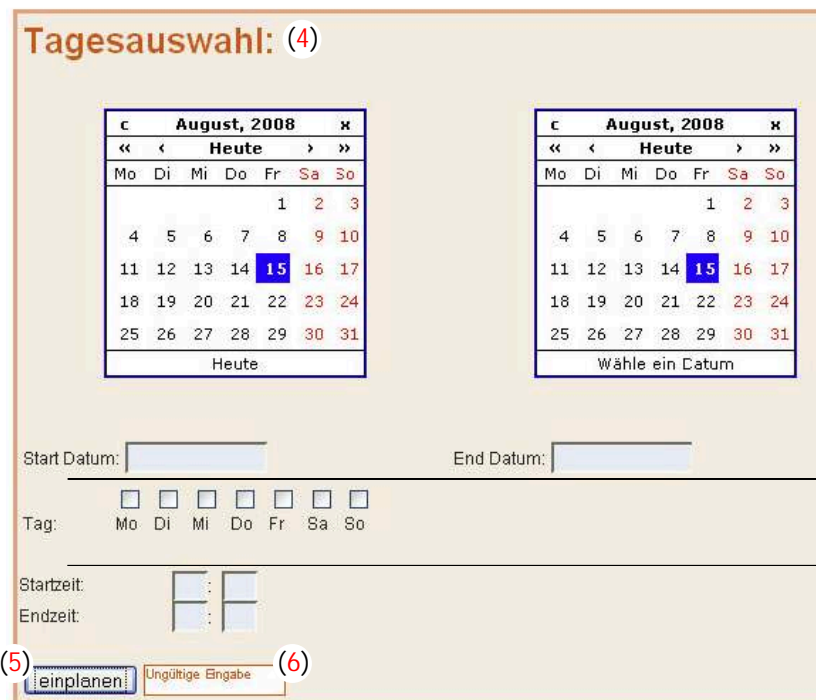 Tagesauswahl: (4)
c August, 2008 x
« ‹ Heute › »
Mo Di Mi Do Fr Sa So
1 2 3
4 5 6 7 8 9 10
11 12 13 14 15 16 17
18 19 20 21 22 23 24
25 26 27 28 29 30 31
Heute
c August, 2008 x
« ‹ Heute › »
Mo Di Mi Do Fr Sa So
1 2 3
4 5 6 7 8 9 10
11 12 13 14 15 16 17
18 19 20 21 22 23 24
25 26 27 28 29 30 31
Wähle ein Datum
Start Datum: End Datum:
Tag: Mo Di Mi Do Fr Sa So
Startzeit: :
Endzeit: :
(5) einplanen Ungültige Eingabe (6)